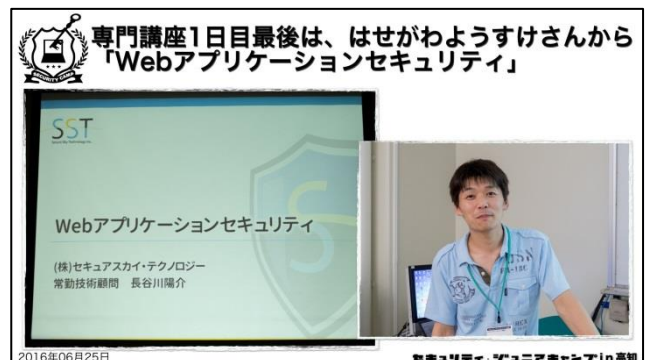 専門講座1日目最後は、はせがわようすけさんから
「Webアプリケーションセキュリティ」
SECURITY CAMP
SST
Webアプリケーションセキュリティ
(株)セキュアスカイ・テクノロジー
常勤技術顧問 長谷川陽介
2016年06月25日
セキュリティ・ジュニアキャンプin高知